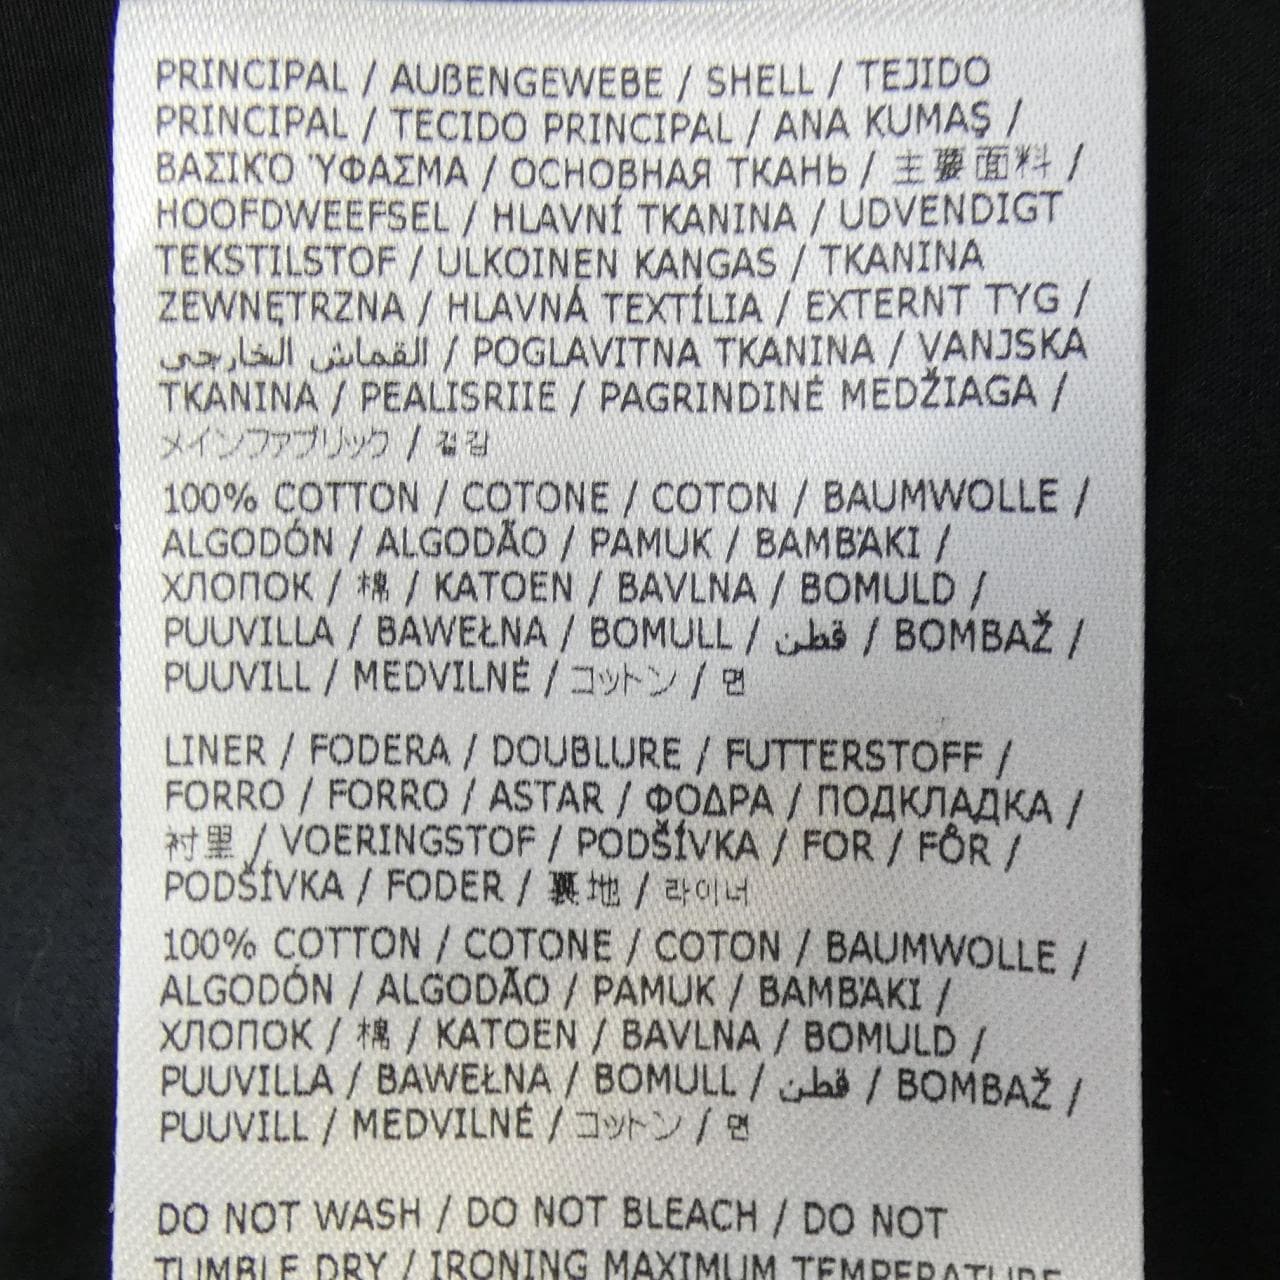 PRINCIPAL / AUßENGEWEBE / SHELL / TEJIDO
PRINCIPAL / TECIDO PRINCIPAL / ANA KUMAŞ /
ΒΑΣΙΚΌ ΎΦΑΣΜΑ / ОСНОВНАЯ ТКАНЬ / 主要面料 /
HOOFDWEEFSEL / HLAVNÍ TKANINA / UDVENDIGT
TEKSTILSTOF / ULKOINEN KANGAS / TKANINA
ZEWNĘTRZNA / HLAVNÁ TEXTÍLIA / EXTERNT TYG /
القماش الخارجي / POGLAVITNA TKANINA / VANJSKA
TKANINA / PEALISRIIE / PAGRINDINĖ MEDŽIAGA /
メインファブリック / 겉감
100% COTTON / COTONE / COTON / BAUMWOLLE /
ALGODÓN / ALGODÃO / PAMUK / ΒΑΜΒΆΚΙ /
ХЛОПОК / 棉 / KATOEN / BAVLNA / BOMULD /
PUUVILLA / BAWEŁNA / BOMULL / قطن / BOMBAŽ /
PUUVILL / MEDVILNĖ / コットン / 면
LINER / FODERA / DOUBLURE / FUTTERSTOFF /
FORRO / FORRO / ASTAR / ΦΟΔΡΑ / ПОДКЛАДКА /
衬里 / VOERINGSTOF / PODŠÍVKA / FOR / FÔR /
PODŠÍVKA / FODER / 裏地 / 라이너
100% COTTON / COTONE / COTON / BAUMWOLLE /
ALGODÓN / ALGODÃO / PAMUK / ΒΑΜΒΆΚΙ /
ХЛОПОК / 棉 / KATOEN / BAVLNA / BOMULD /
PUUVILLA / BAWEŁNA / BOMULL / قطن / BOMBAŽ /
PUUVILL / MEDVILNĖ / コットン / 면
DO NOT WASH / DO NOT BLEACH / DO NOT
TUMBLE DRY / IRONING MAXIMUM TEMPERATURE